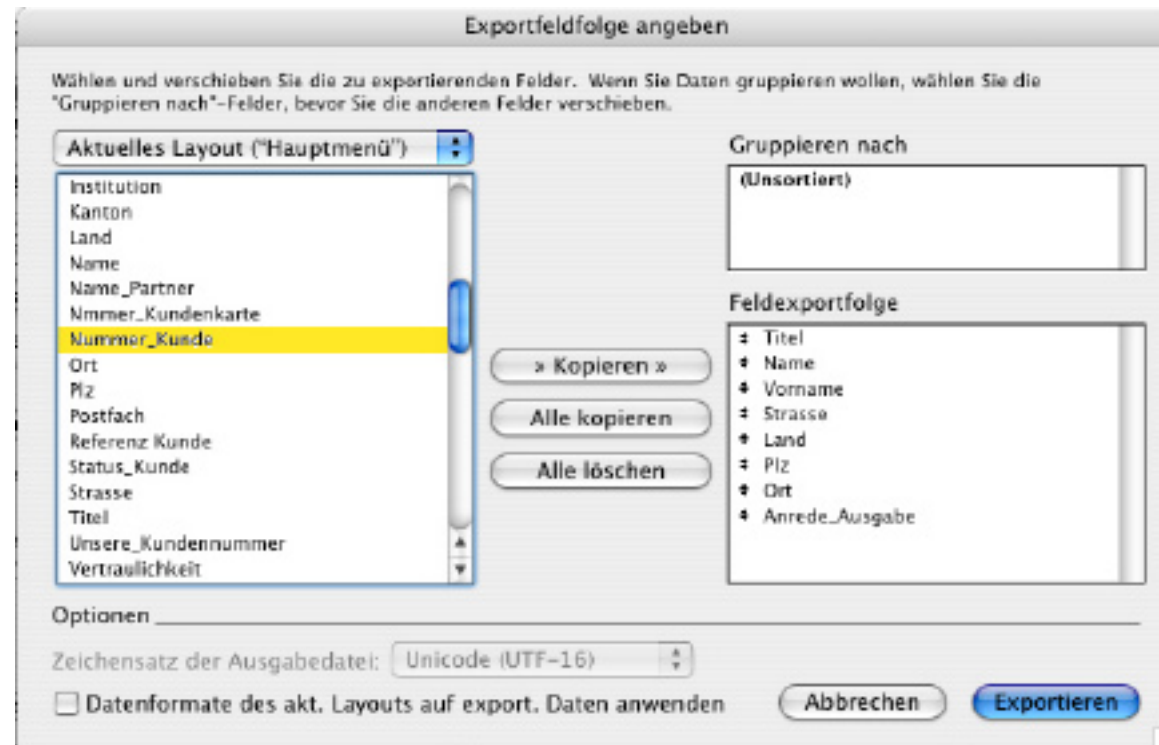 Exportfeldfolge angeben
Wählen und verschieben Sie die zu exportierenden Felder. Wenn Sie Daten gruppieren wollen, wählen Sie die
"Gruppieren nach"-Felder, bevor Sie die anderen Felder verschieben.
Aktuelles Layout ("Hauptmenü")
Institution
Kanton
Land
Name
Name_Partner
Nmmer_Kundenkarte
Nummer_Kunde
Ort
Plz
Postfach
Referenz Kunde
Status_Kunde
Strasse
Titel
Unsere_Kundennummer
Vertraulichkeit
» Kopieren »
Alle kopieren
Alle löschen
Gruppieren nach
(Unsortiert)
Feldexportfolge
Titel
Name
Vorname
Strasse
Land
Plz
Ort
Anrede_Ausgabe
Optionen
Zeichensatz der Ausgabedatei: Unicode (UTF-16)
Datenformate des akt. Layouts auf export. Daten anwenden
Abbrechen
Exportieren